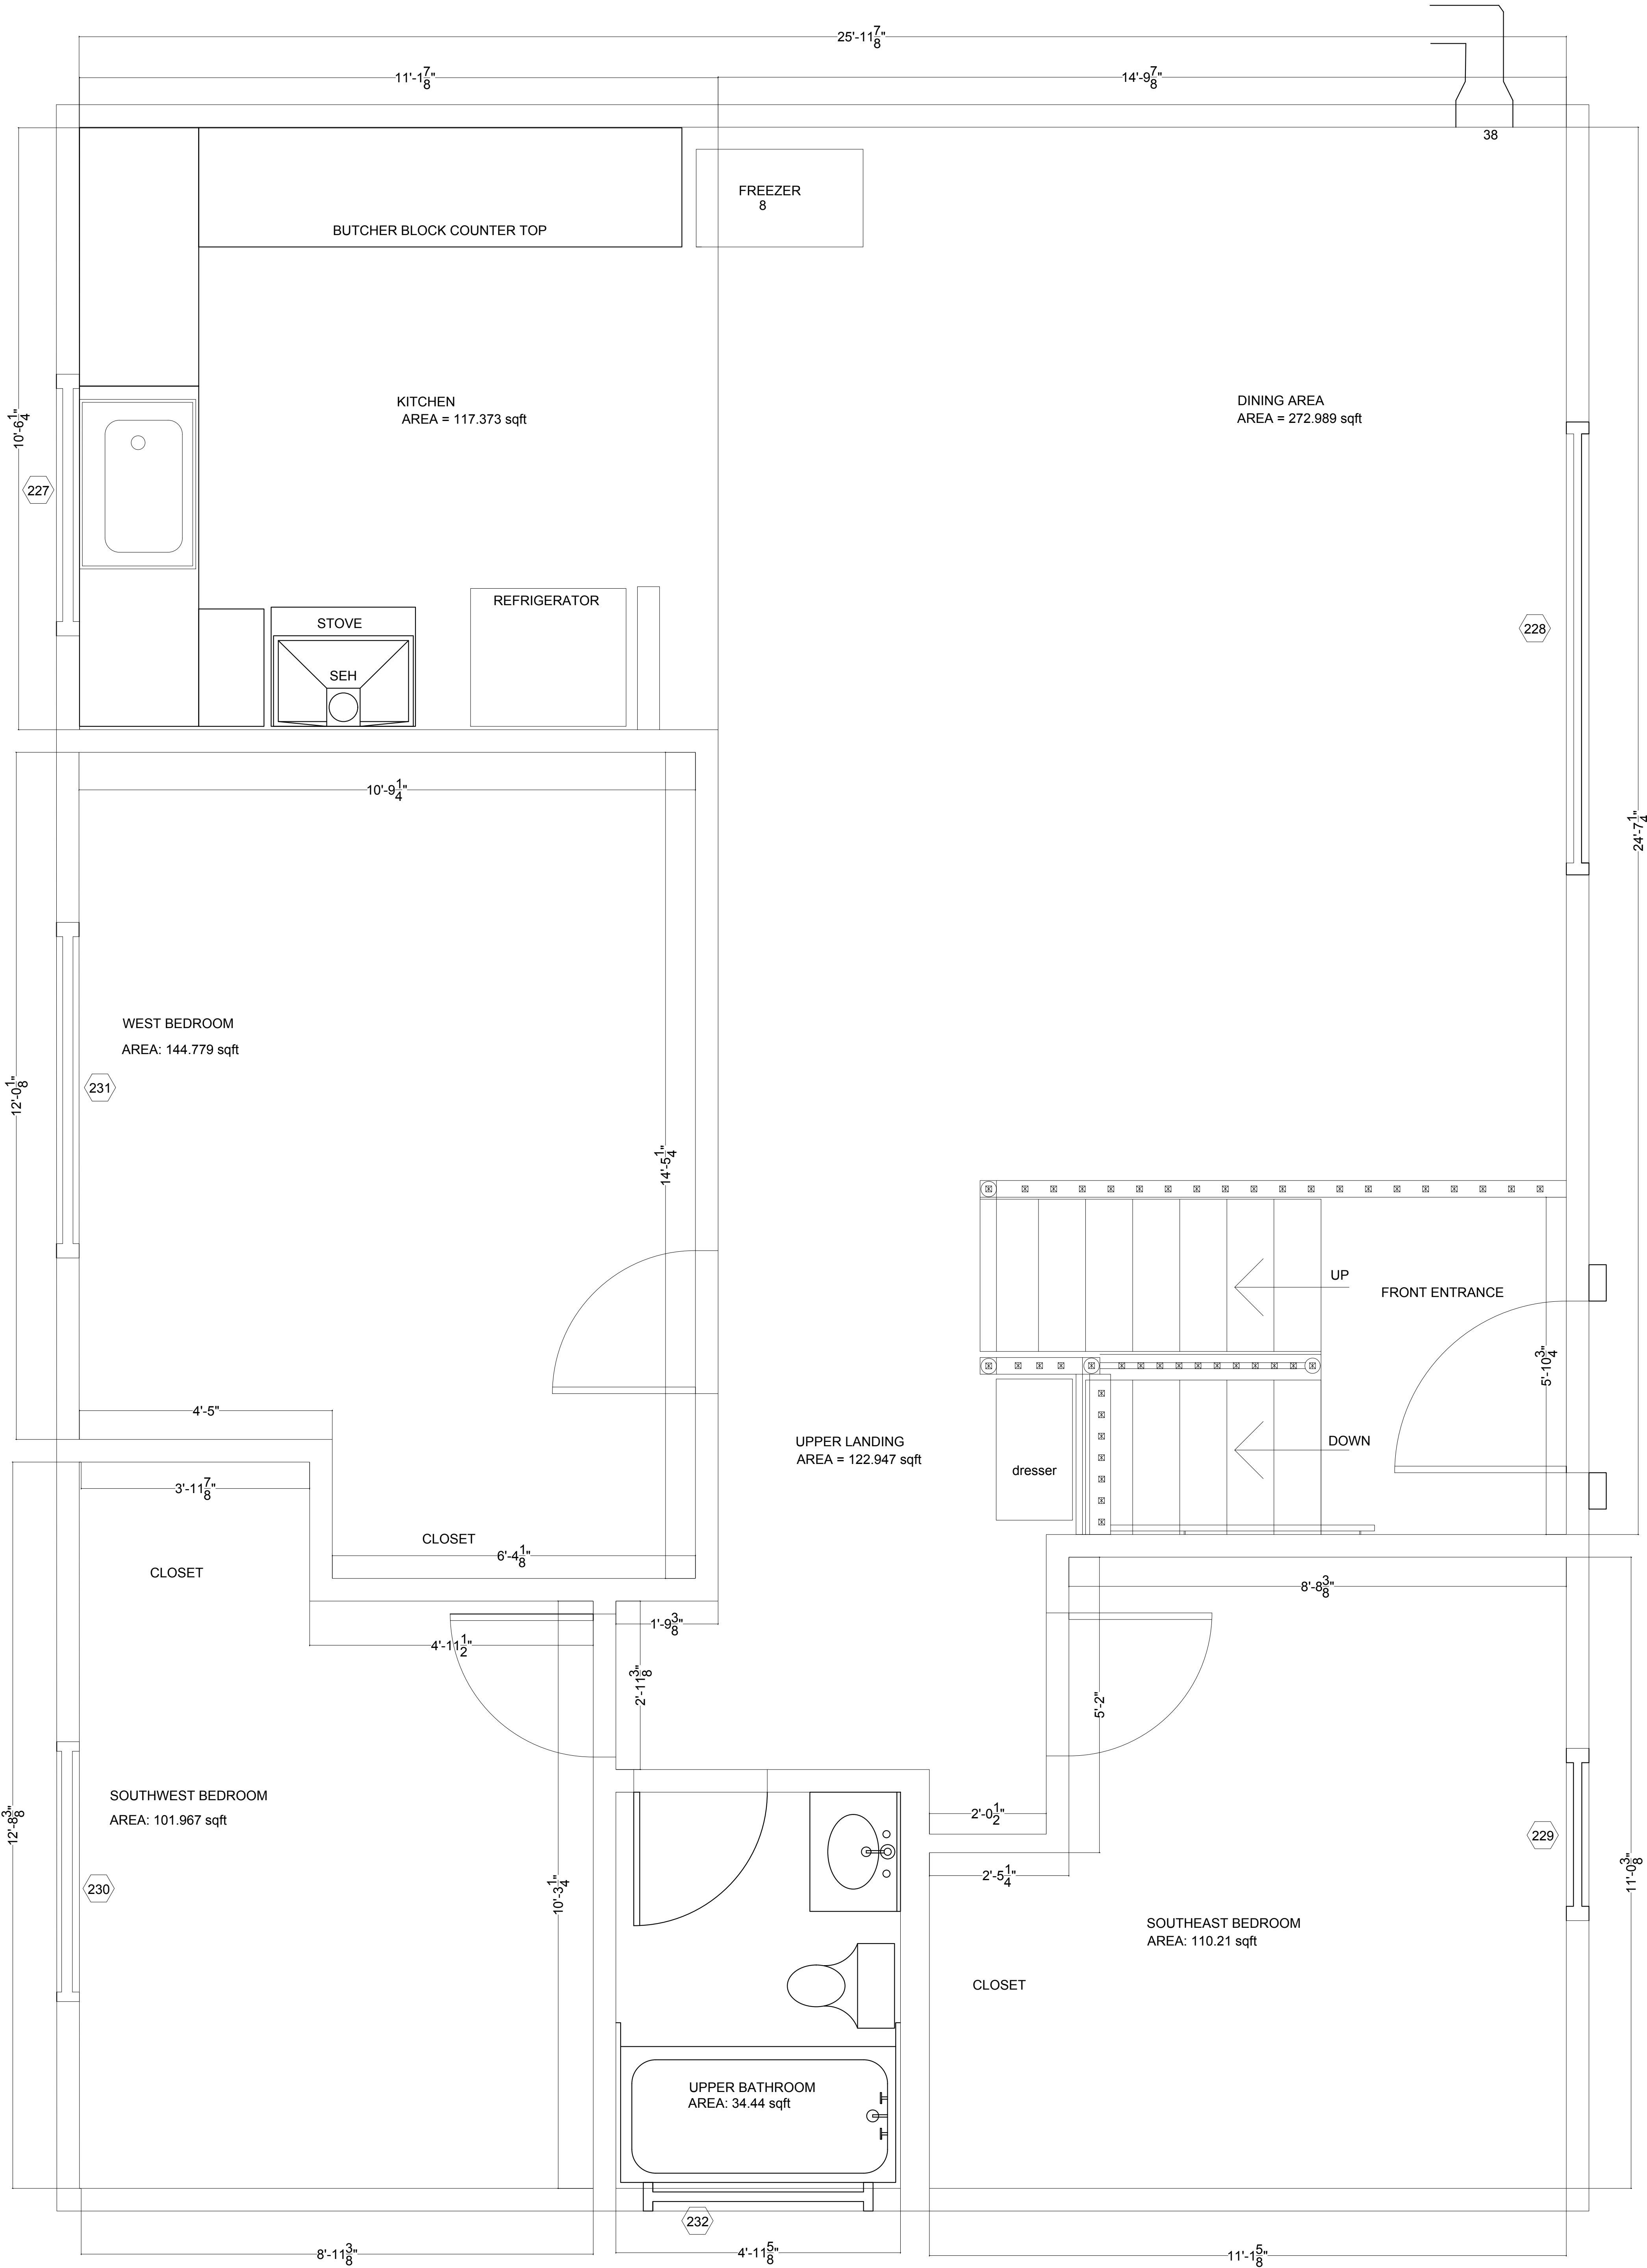 25'-11 7/8"
11'-1 7/8"
14'-9 7/8"
38
FREEZER
8
BUTCHER BLOCK COUNTER TOP
KITCHEN
AREA = 117.373 sqft
DINING AREA
AREA = 272.989 sqft
10'-6 1/4"
227
228
REFRIGERATOR
STOVE
SEH
10'-9 1/4"
24'-7 1/4"
WEST BEDROOM
AREA: 144.779 sqft
231
12'-0 1/8"
14'-5 1/4"
UP
FRONT ENTRANCE
5'-10 3/4"
4'-5"
UPPER LANDING
AREA = 122.947 sqft
DOWN
dresser
3'-11 7/8"
CLOSET
6'-4 1/8"
CLOSET
8'-8 3/8"
1'-9 3/8"
4'-11 1/2"
2'-11 3/8"
5'-2"
SOUTHWEST BEDROOM
AREA: 101.967 sqft
12'-8 3/8"
2'-0 1/2"
229
230
10'-3 1/4"
2'-5 1/4"
11'-0 3/8"
SOUTHEAST BEDROOM
AREA: 110.21 sqft
CLOSET
UPPER BATHROOM
AREA: 34.44 sqft
232
8'-11 3/8"
4'-11 5/8"
11'-1 5/8"